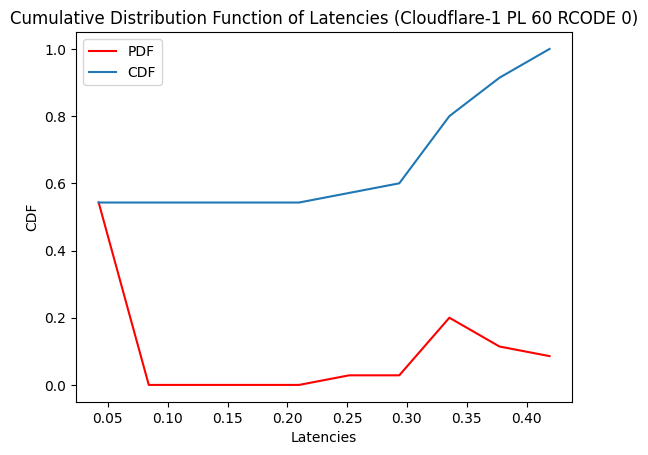 Cumulative Distribution Function of Latencies (Cloudflare-1 PL 60 RCODE 0)
PDF
CDF
1.0
0.8
0.6
0.4
0.2
0.0
CDF
0.05 0.10 0.15 0.20 0.25 0.30 0.35 0.40
Latencies